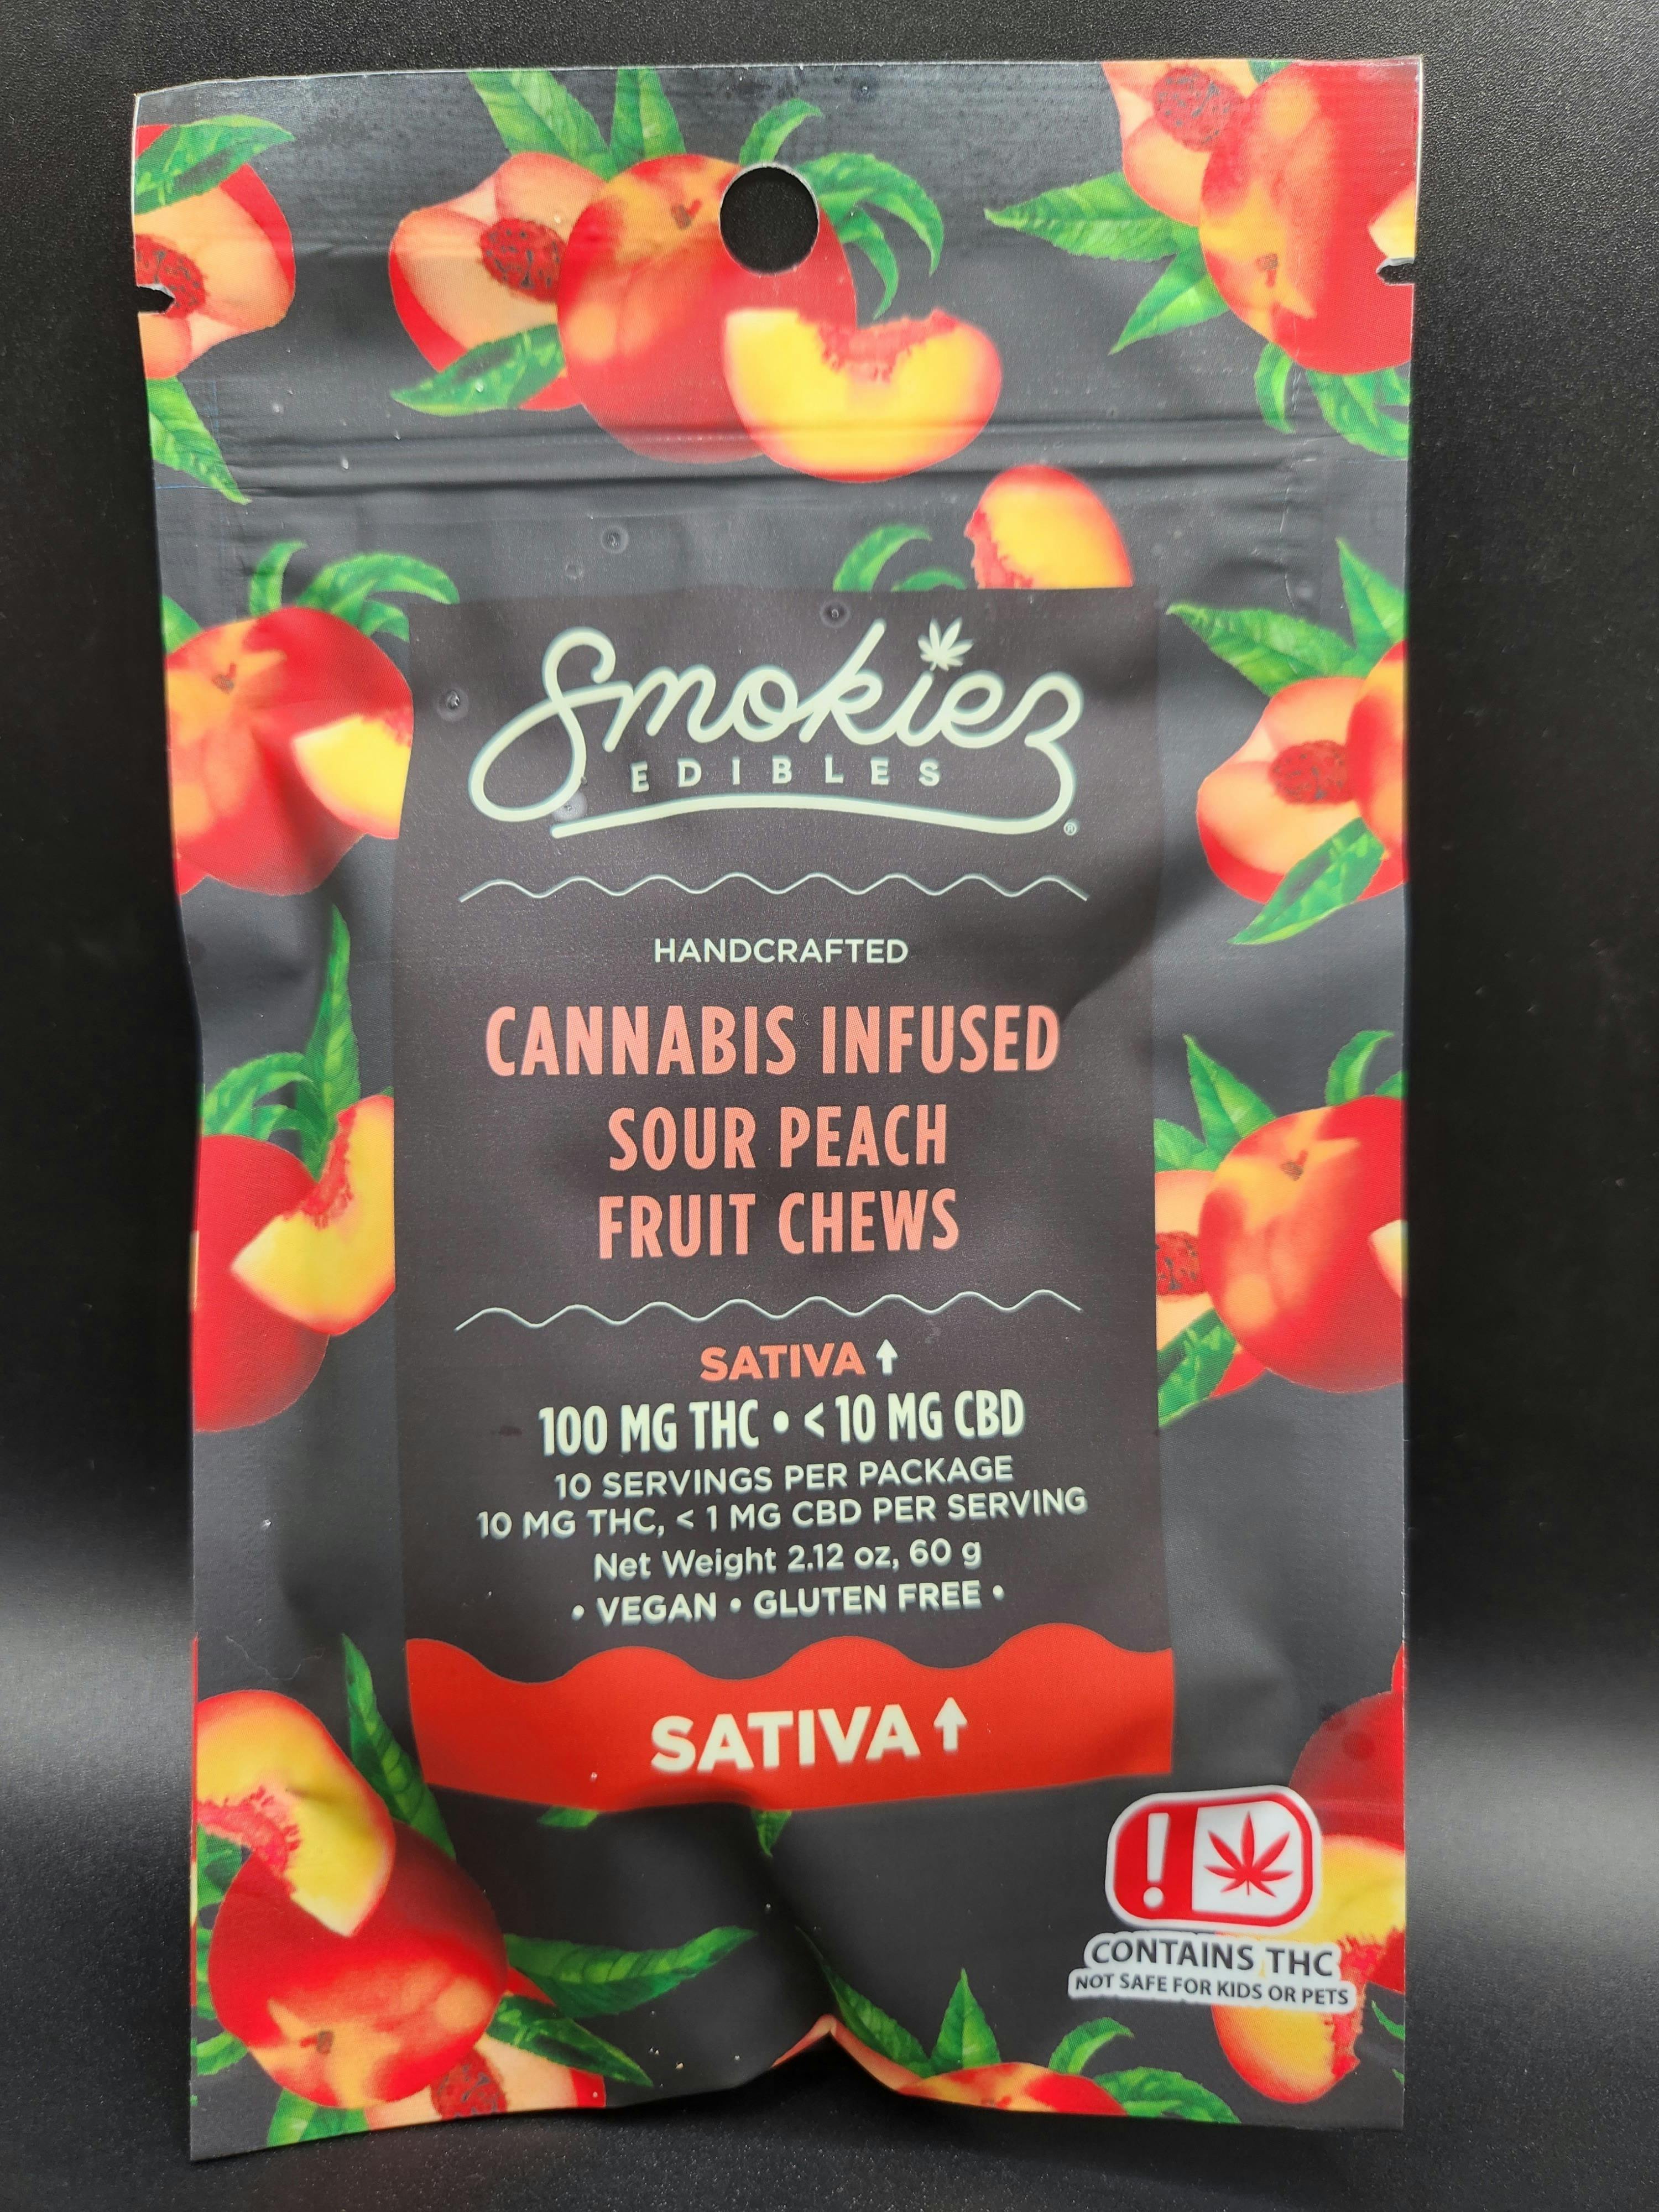 Smokiez
EDIBLES
®
HANDCRAFTED
CANNABIS INFUSED
SOUR PEACH
FRUIT CHEWS
SATIVA ↑
100 MG THC • < 10 MG CBD
10 SERVINGS PER PACKAGE
10 MG THC, < 1 MG CBD PER SERVING
Net Weight 2.12 oz, 60 g
• VEGAN • GLUTEN FREE •
SATIVA ↑
!
CONTAINS THC
NOT SAFE FOR KIDS OR PETS